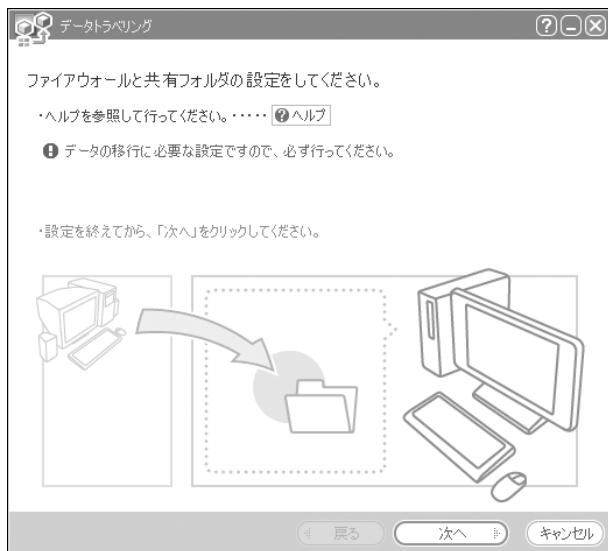 データトラベリング
ファイアウォールと共有フォルダの設定をしてください。
・ヘルプを参照して行ってください。・・・・・ ?ヘルプ
! データの移行に必要な設定ですので、必ず行ってください。
・設定を終えてから、「次へ」をクリックしてください。
戻る 次へ キャンセル